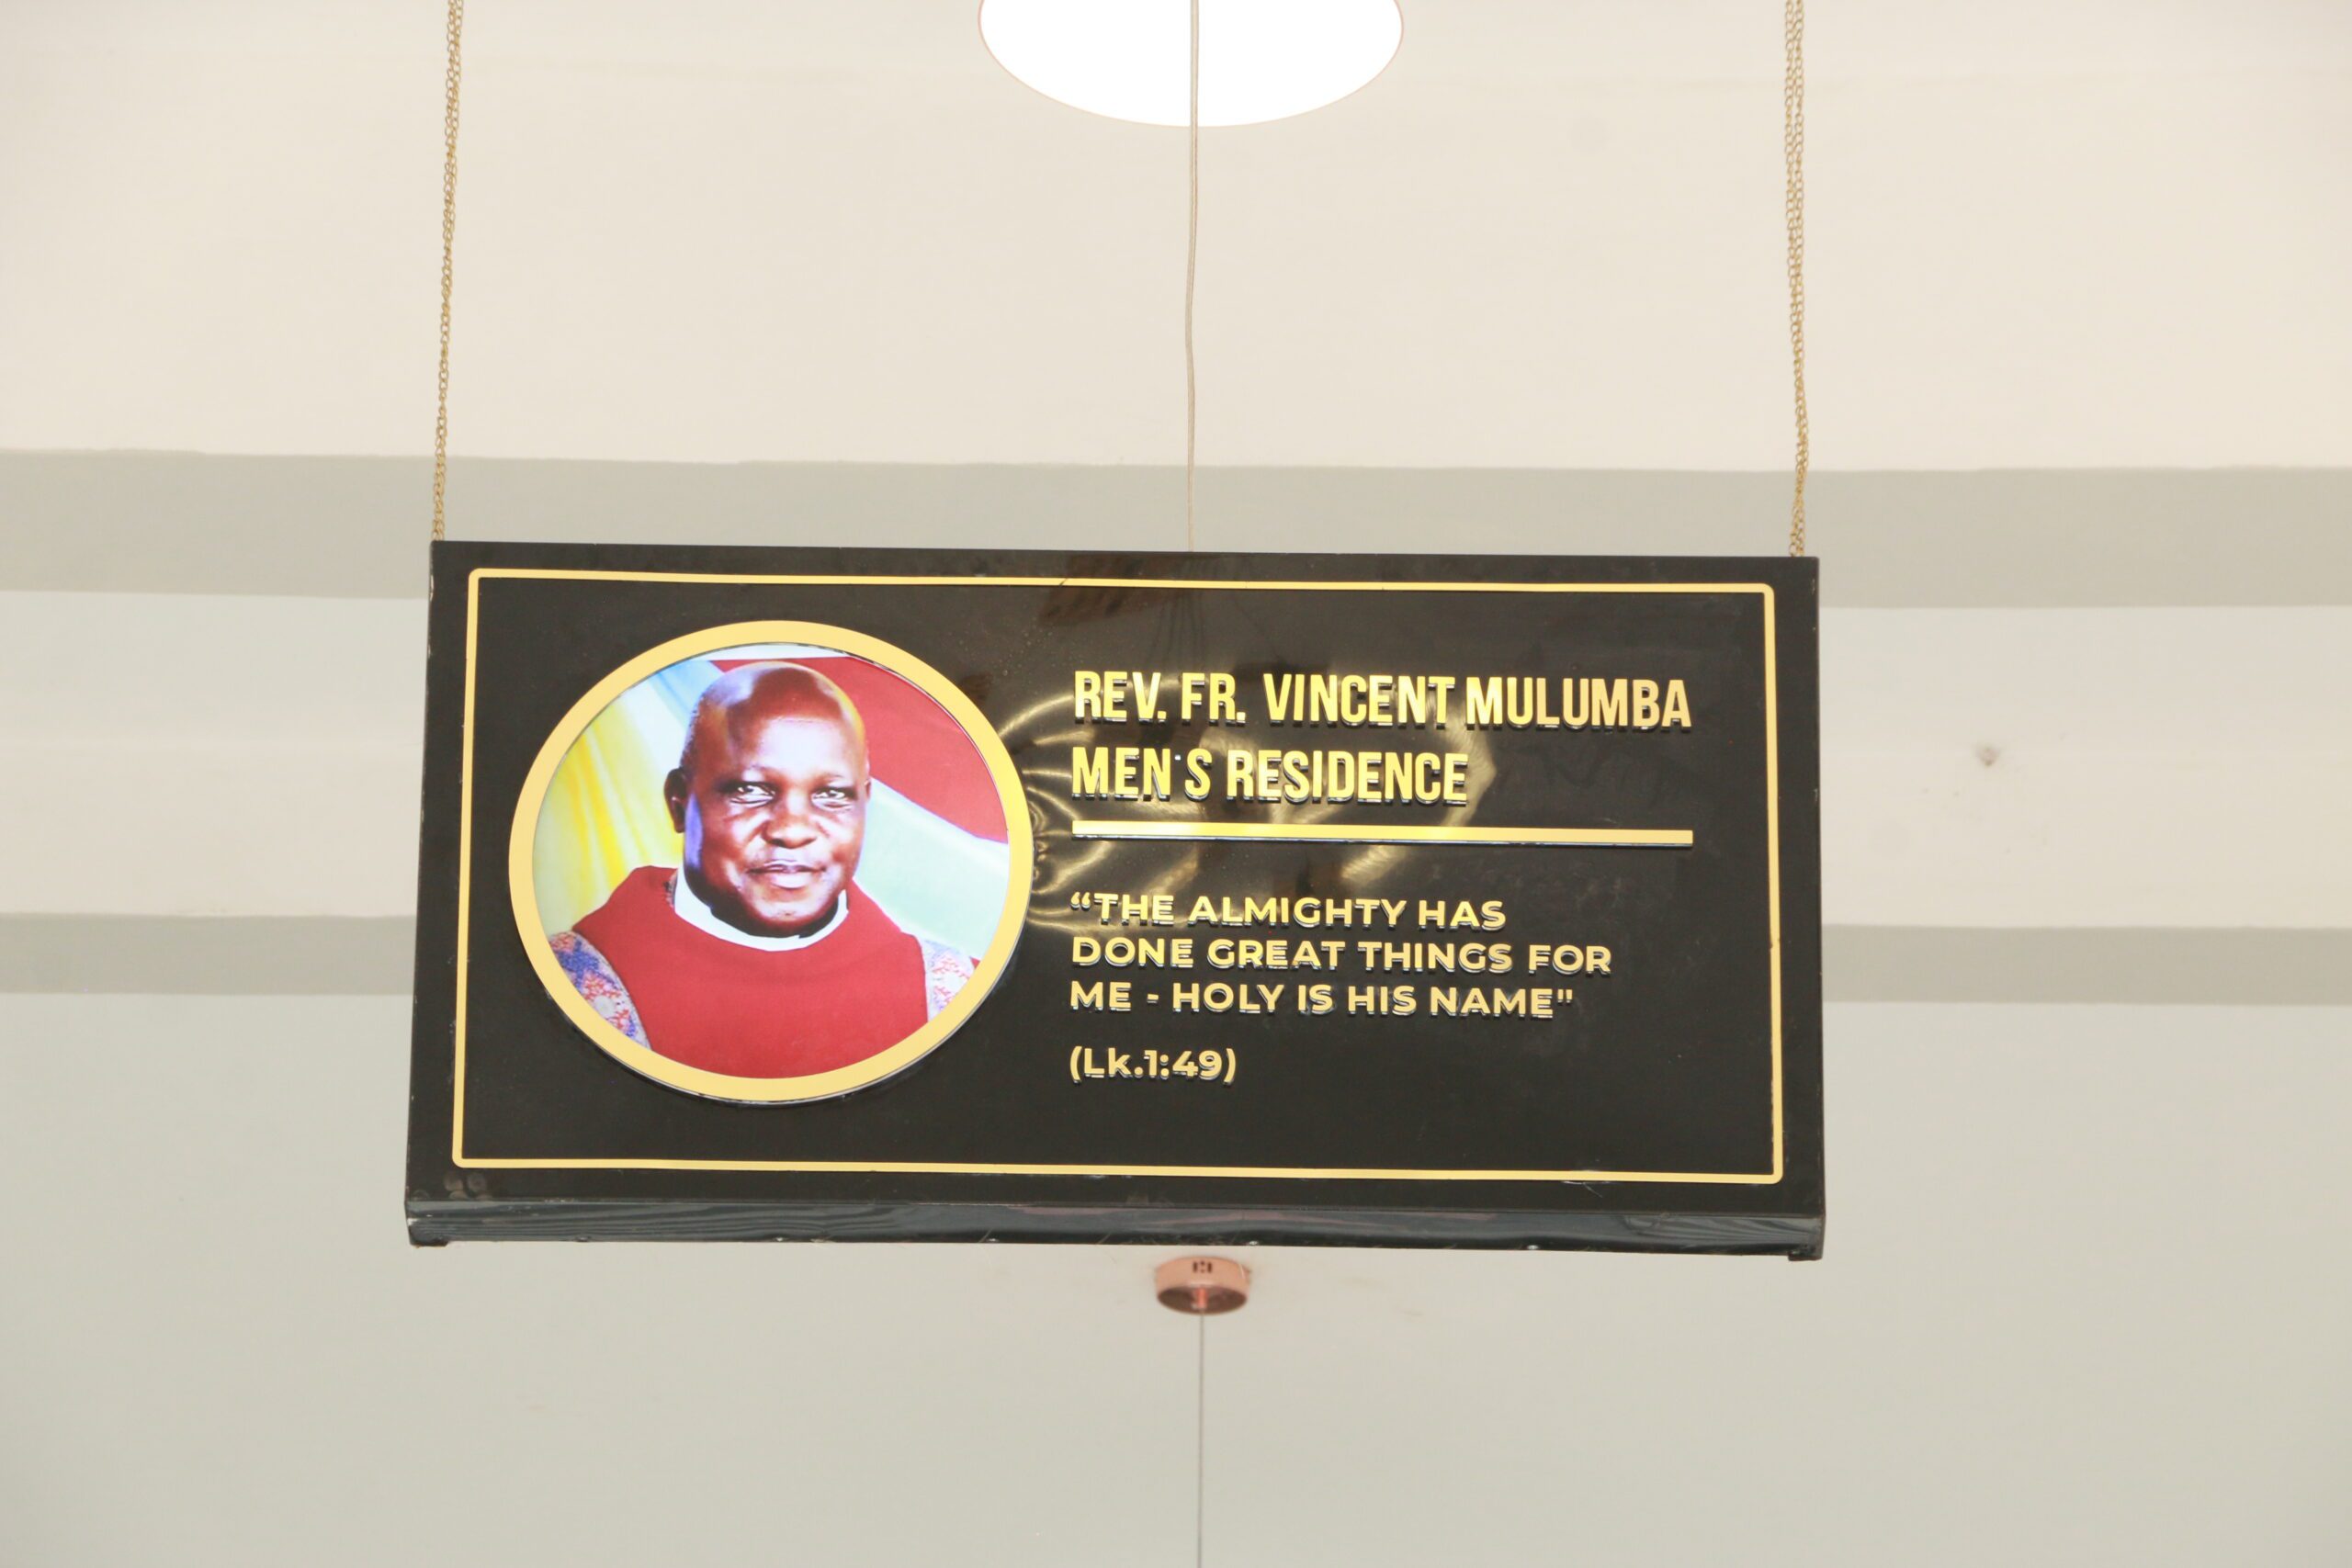 REV. FR. VINCENT MULUMBA
MEN'S RESIDENCE
“THE ALMIGHTY HAS
DONE GREAT THINGS FOR
ME - HOLY IS HIS NAME"
(Lk.1:49)